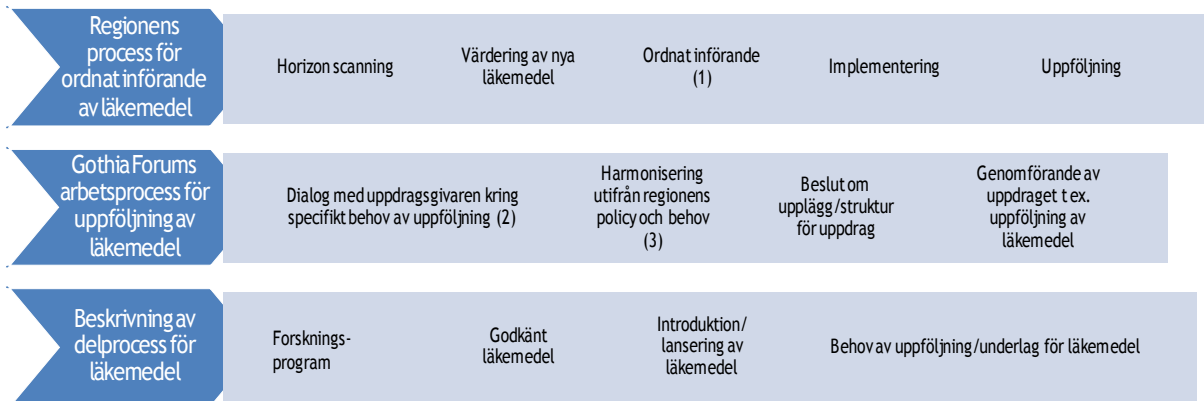 Regionens
process för
ordnat införande
av läkemedel
Horizon scanning
Värdering av nya
läkemedel
Ordnat införande
(1)
Implementering
Uppföljning
Gothia Forums
arbetsprocess för
uppföljning av
läkemedel
Dialog med uppdragsgivaren kring
specifikt behov av uppföljning (2)
Harmonisering
utifrån regionens
policy och behov
(3)
Beslut om
upplägg/struktur
för uppdrag
Genomförande av
uppdraget t ex.
uppföljning av
läkemedel
Beskrivning av
delprocess för
läkemedel
Forsknings-
program
Godkänt
läkemedel
Introduktion/
lansering av
läkemedel
Behov av uppföljning/underlag för läkemedel